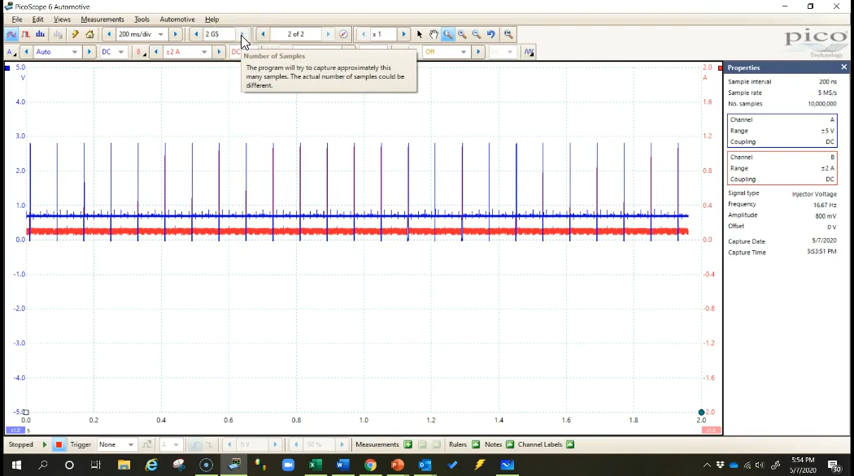 PicoScope 6 Automotive
File Edit Views Measurements Tools Automotive Help
200 ms/div 2 GS 2 of 2 x 1
pico
Technology
A Auto DC B ±2 A DC Off
Number of Samples
The program will try to capture approximately this
many samples. The actual number of samples could be
different.
5.0
V
4.0
3.0
2.0
1.0
0.0
-1.0
-2.0
-3.0
-4.0
-5.0
2.0
A
1.6
1.2
0.8
0.4
0.0
-0.4
-0.8
-1.2
-1.6
-2.0
0.0 0.2 0.4 0.6 0.8 1.0 1.2 1.4 1.6 1.8 2.0
x1.0 s
Properties
Sample interval 200 ns
Sample rate 5 MS/s
No. samples 10,000,000
Channel A
Range ±5 V
Coupling DC
Channel B
Range ±2 A
Coupling DC
Signal type Injector Voltage
Frequency 16.67 Hz
Amplitude 800 mV
Offset 0 V
Capture Date 5/7/2020
Capture Time 5:53:51 PM
Stopped Trigger None A 0 V 50 % Measurements Rulers Notes Channel Labels
5:54 PM
5/7/2020